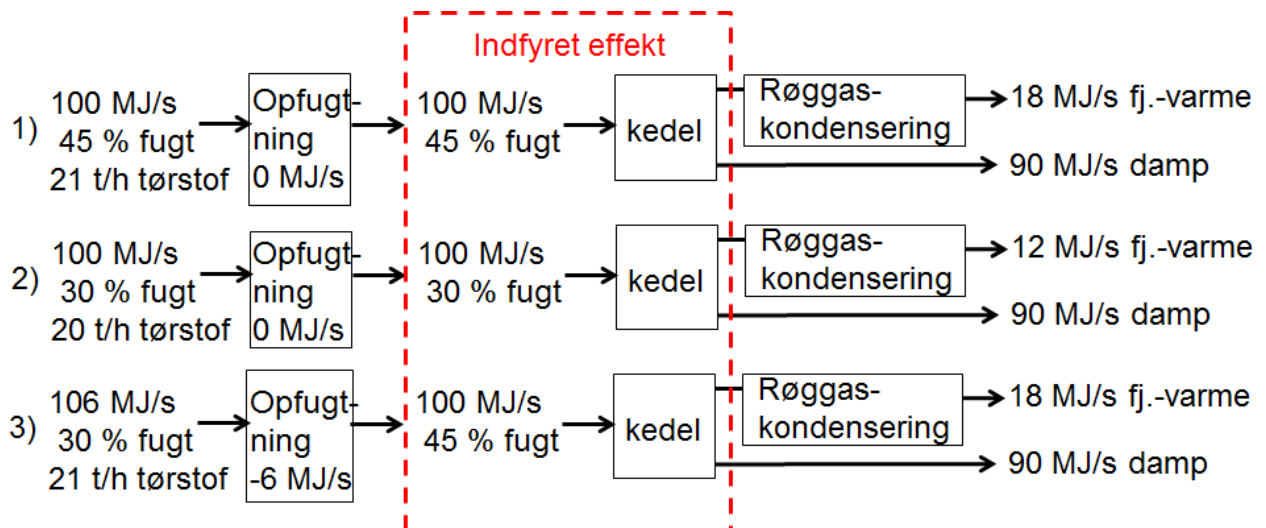 Indfyret effekt
1)
100 MJ/s
45 % fugt
21 t/h tørstof
Opfugt-
ning
0 MJ/s
100 MJ/s
45 % fugt
kedel
Røggas-
kondensering
18 MJ/s fj.-varme
90 MJ/s damp
2)
100 MJ/s
30 % fugt
20 t/h tørstof
Opfugt-
ning
0 MJ/s
100 MJ/s
30 % fugt
kedel
Røggas-
kondensering
12 MJ/s fj.-varme
90 MJ/s damp
3)
106 MJ/s
30 % fugt
21 t/h tørstof
Opfugt-
ning
-6 MJ/s
100 MJ/s
45 % fugt
kedel
Røggas-
kondensering
18 MJ/s fj.-varme
90 MJ/s damp